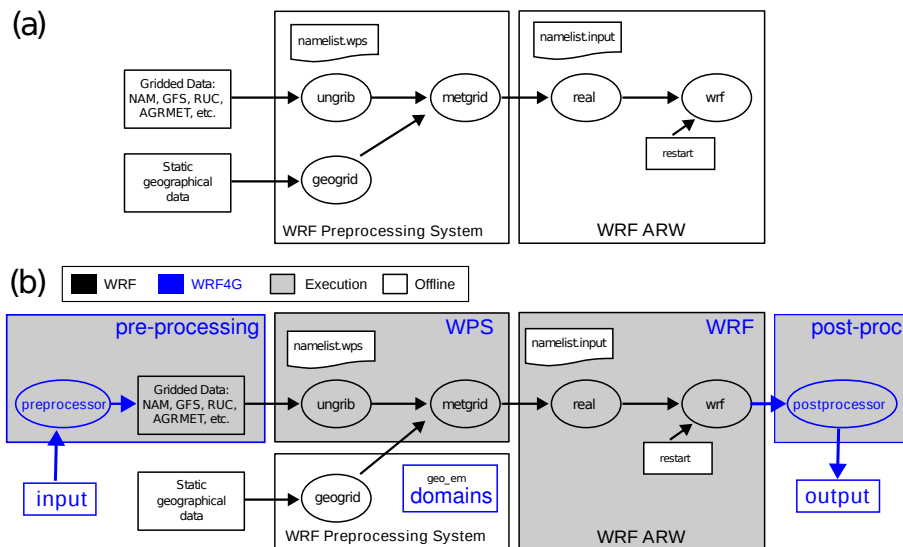 (a)
namelist.wps
namelist.input
Gridded Data:
NAM, GFS, RUC,
AGRMET, etc.
ungrib
metgrid
real
wrf
restart
Static
geographical
data
geogrid
WRF Preprocessing System
WRF ARW
(b)
WRF
WRF4G
Execution
Offline
pre-processing
WPS
WRF
post-proc
namelist.wps
namelist.input
preprocessor
Gridded Data:
NAM, GFS, RUC,
AGRMET, etc.
ungrib
metgrid
real
wrf
postprocessor
restart
input
Static
geographical
data
geogrid
geo_em
domains
output
WRF Preprocessing System
WRF ARW